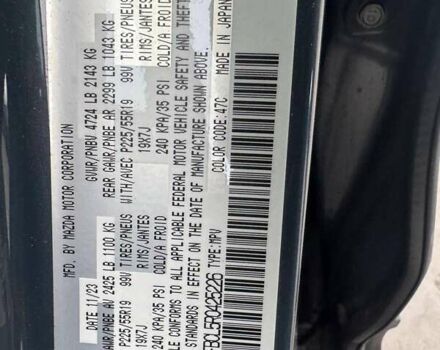 MFD. BY MAZDA MOTOR CORPORATION
DATE 11/23 GVWR/PNBV 4724 LB 2143 KG
GAWR/PNBE AV 2425 LB 1100 KG REAR GAWR/PNBE AR 2299 LB 1043 KG
P225/55R19 99V TIRES/PNEUS WITH/AVEC P225/55R19 99V TIRES/PNEUS
19X7J RIMS/JANTES 19X7J RIMS/JANTES
240 KPA/35 PSI COLD/A FROID 240 KPA/35 PSI COLD/A FROID
CONFORMS TO ALL APPLICABLE FEDERAL MOTOR VEHICLE SAFETY AND THEFT
STANDARDS IN EFFECT ON THE DATE OF MANUFACTURE SHOWN ABOVE.
COLOR CODE: 47C MADE IN JAPAN
TYPE: MPV